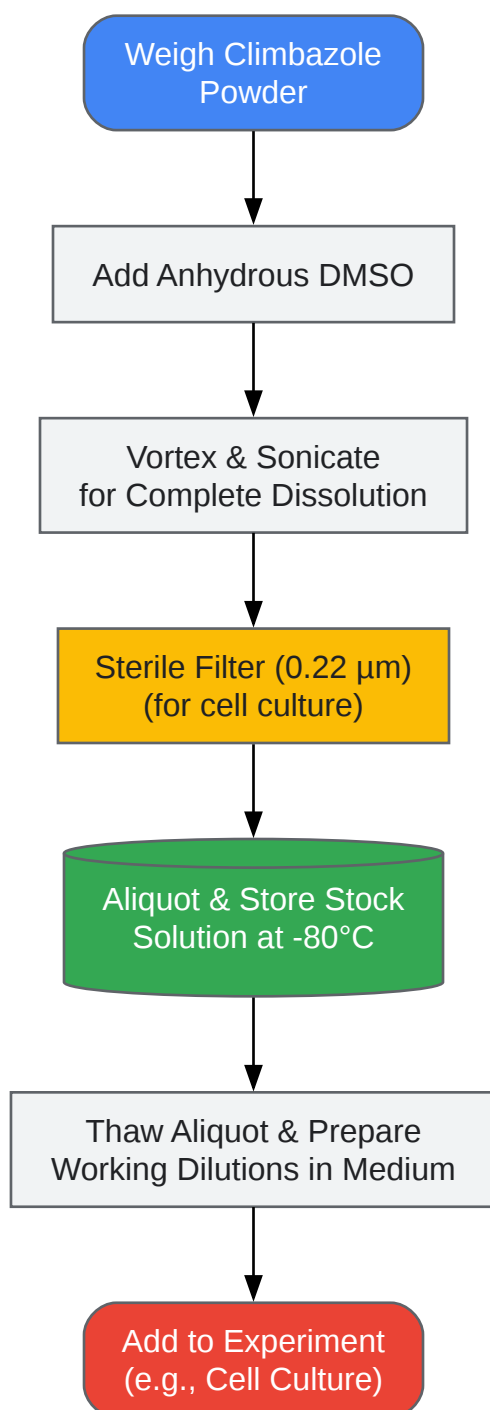 Weigh Climbazole
Powder
Add Anhydrous DMSO
Vortex & Sonicate
for Complete Dissolution
Sterile Filter (0.22 µm)
(for cell culture)
Aliquot & Store Stock
Solution at -80°C
Thaw Aliquot & Prepare
Working Dilutions in Medium
Add to Experiment
(e.g., Cell Culture)